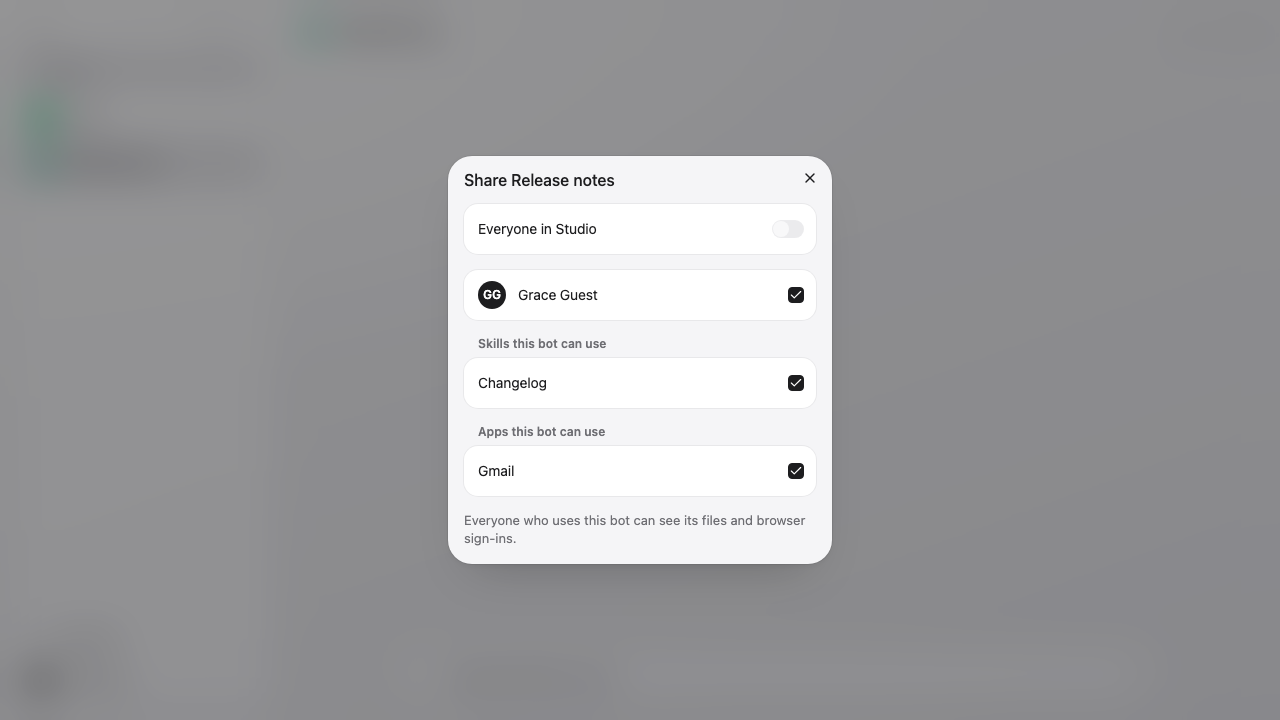 Share Release notes
Everyone in Studio
GG Grace Guest
Skills this bot can use
Changelog
Apps this bot can use
Gmail
Everyone who uses this bot can see its files and browser
sign-ins.